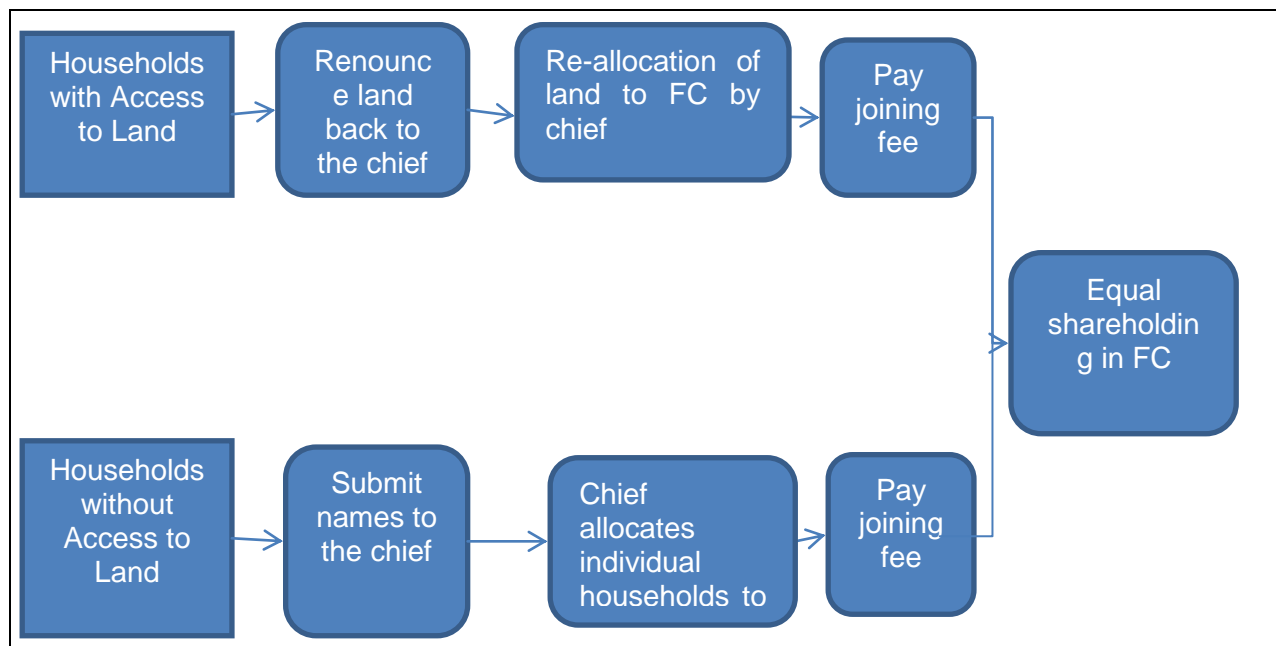 Households
with Access
to Land
Renounc
e land
back to
the chief
Re-allocation of
land to FC by
chief
Pay
joining
fee
Equal
shareholdin
g in FC
Households
without
Access to
Land
Submit
names to
the chief
Chief
allocates
individual
households to
Pay
joining
fee